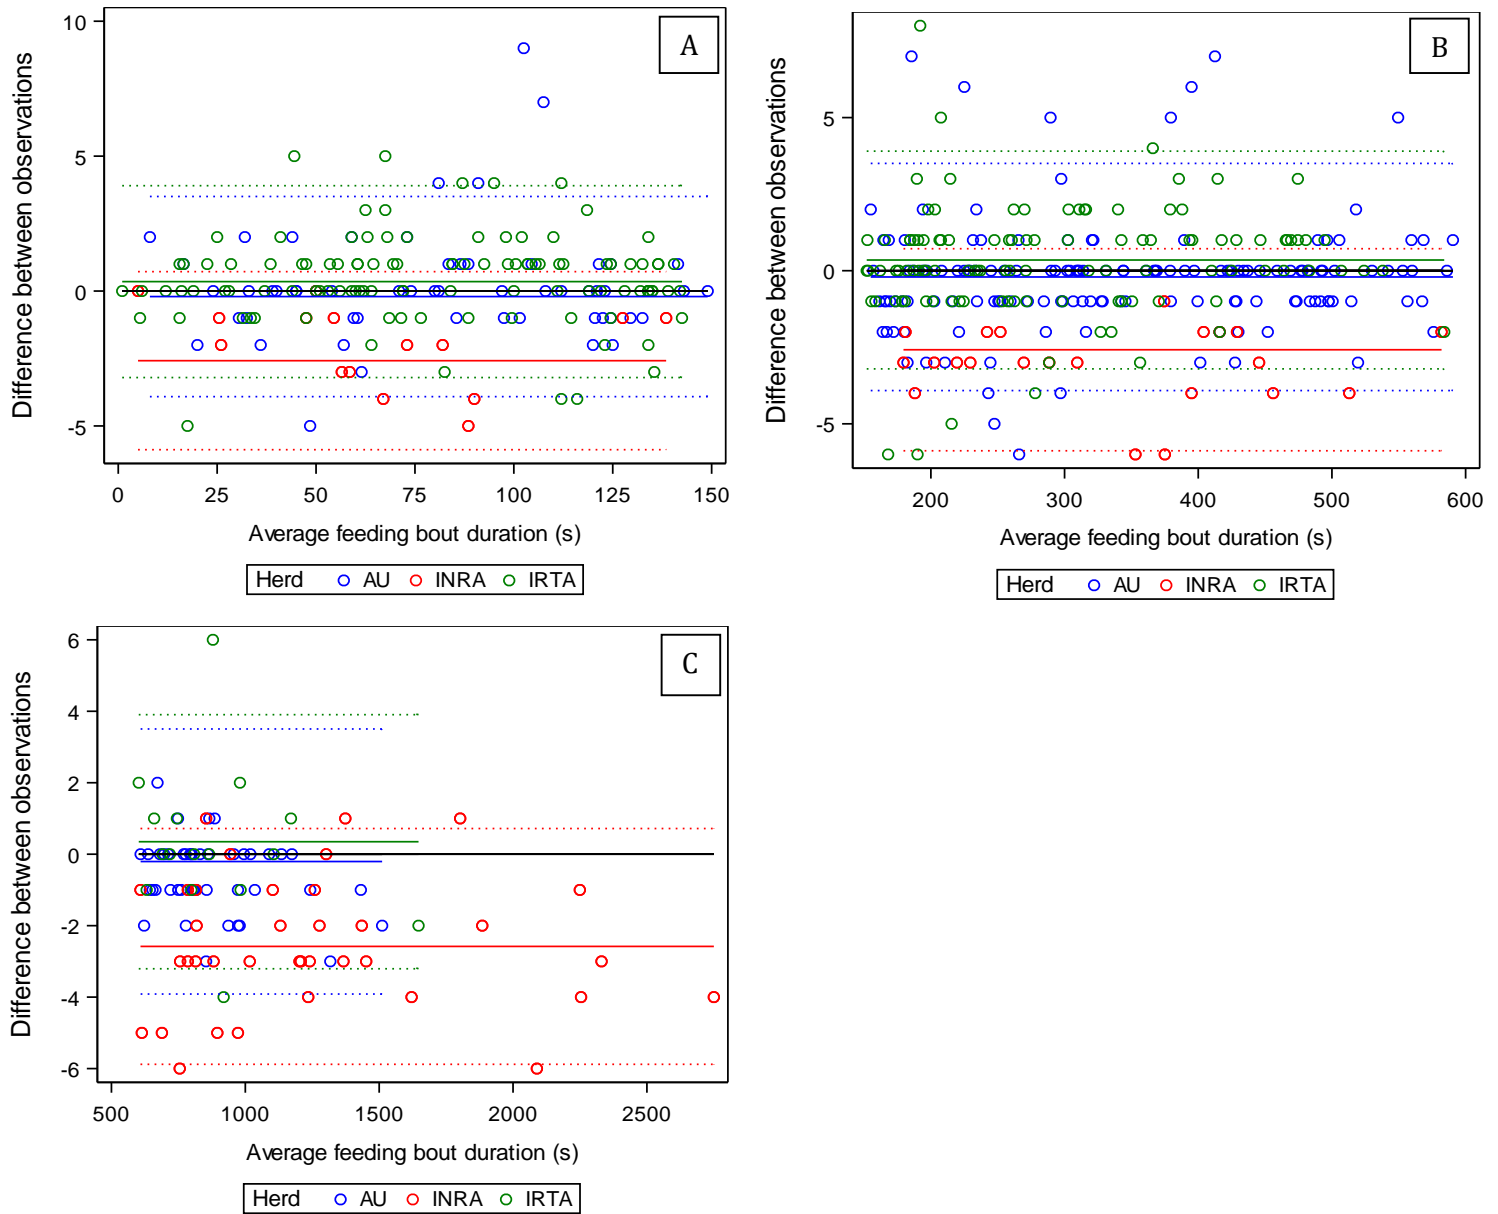 A
Difference between observations
10
5
0
-5
0 25 50 75 100 125 150
Average feeding bout duration (s)
Herd AU INRA IRTA
B
Difference between observations
5
0
-5
200 300 400 500 600
Average feeding bout duration (s)
Herd AU INRA IRTA
C
Difference between observations
6
4
2
0
-2
-4
-6
500 1000 1500 2000 2500
Average feeding bout duration (s)
Herd AU INRA IRTA